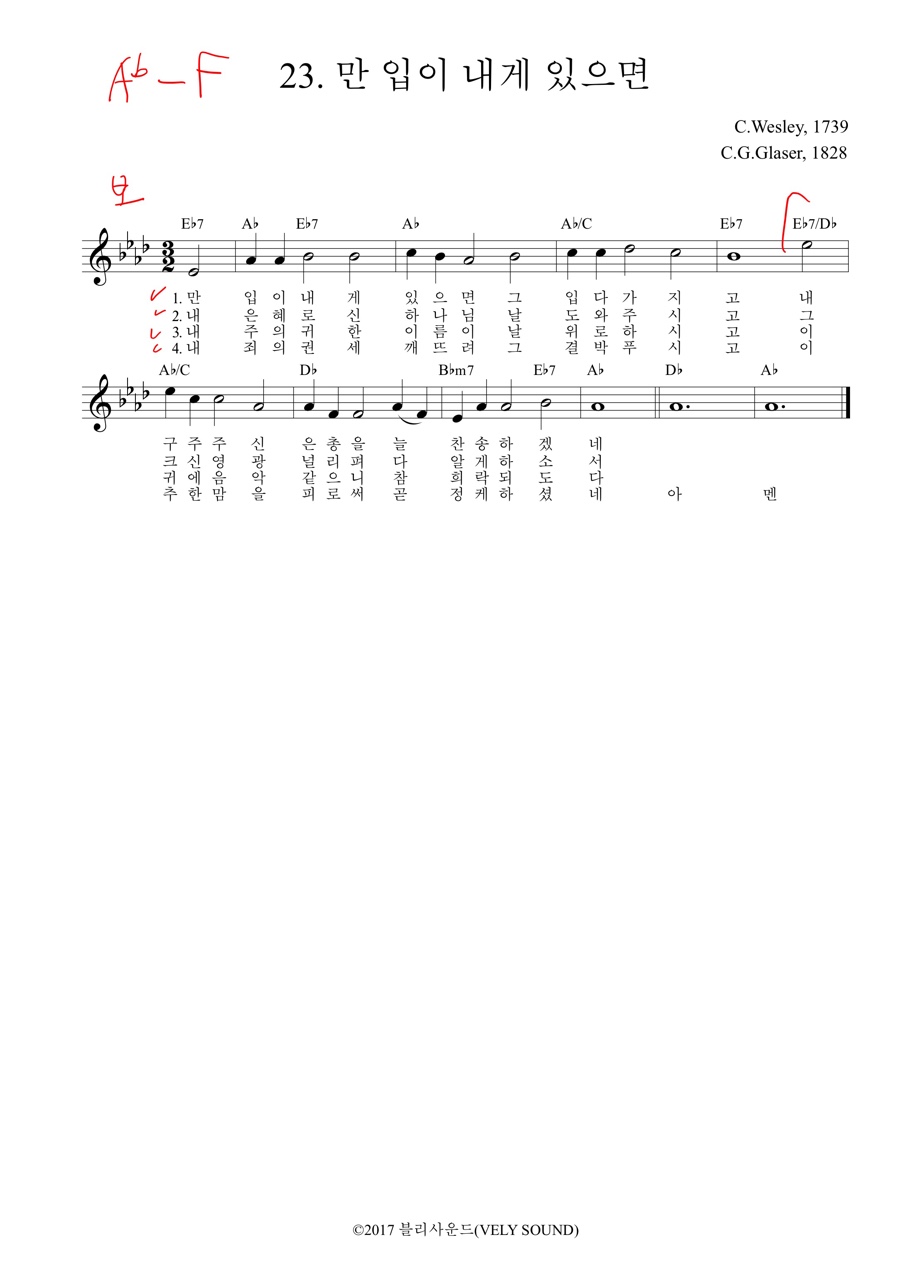 A♭ – F
23. 만 입이 내게 있으면
C.Wesley, 1739
C.G.Glaser, 1828
E♭7 A♭ E♭7 A♭ A♭/C E♭7 E♭7/D♭
1. 만 입 이 내 게 있 으 면 그 입 다 가 지 고 내
2. 내 은 혜 로 신 하 나 님 날 도 와 주 시 고 그
3. 내 주 의 귀 한 이 름 이 날 위 로 하 시 고 이
4. 내 죄 의 권 세 깨 뜨 려 그 결 박 푸 시 고 이
A♭/C D♭ B♭m7 E♭7 A♭ D♭ A♭
구 주 주 신 은 총 을 늘 찬 송 하 겠 네
크 신 영 광 널 리 펴 다 알 게 하 소 서
귀 에 음 악 같 으 니 참 희 락 되 도 다
추 한 맘 을 피 로 써 곧 정 케 하 셨 네 아 멘
©2017 블리사운드(VELY SOUND)